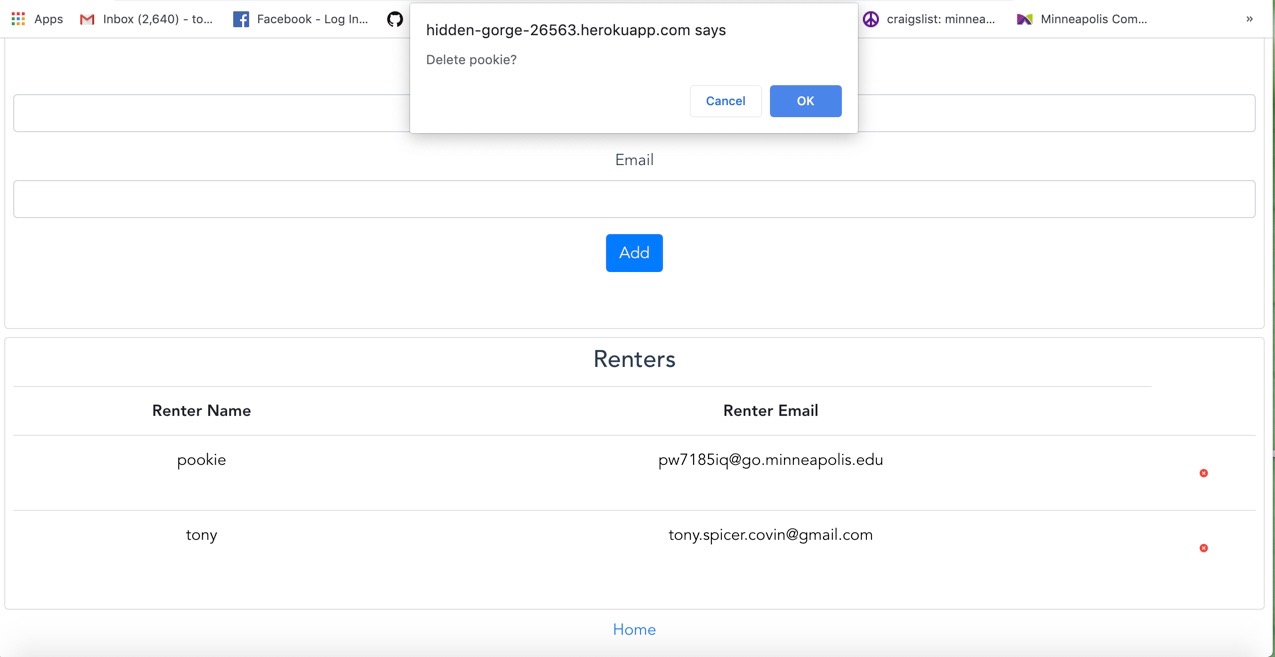 Apps Inbox (2,640) - to... Facebook - Log In... craigslist: minnea... Minneapolis Com... »
hidden-gorge-26563.herokuapp.com says
Delete pookie?
Cancel OK
Email
Add
Renters
Renter Name Renter Email
pookie pw7185iq@go.minneapolis.edu
tony tony.spicer.covin@gmail.com
Home